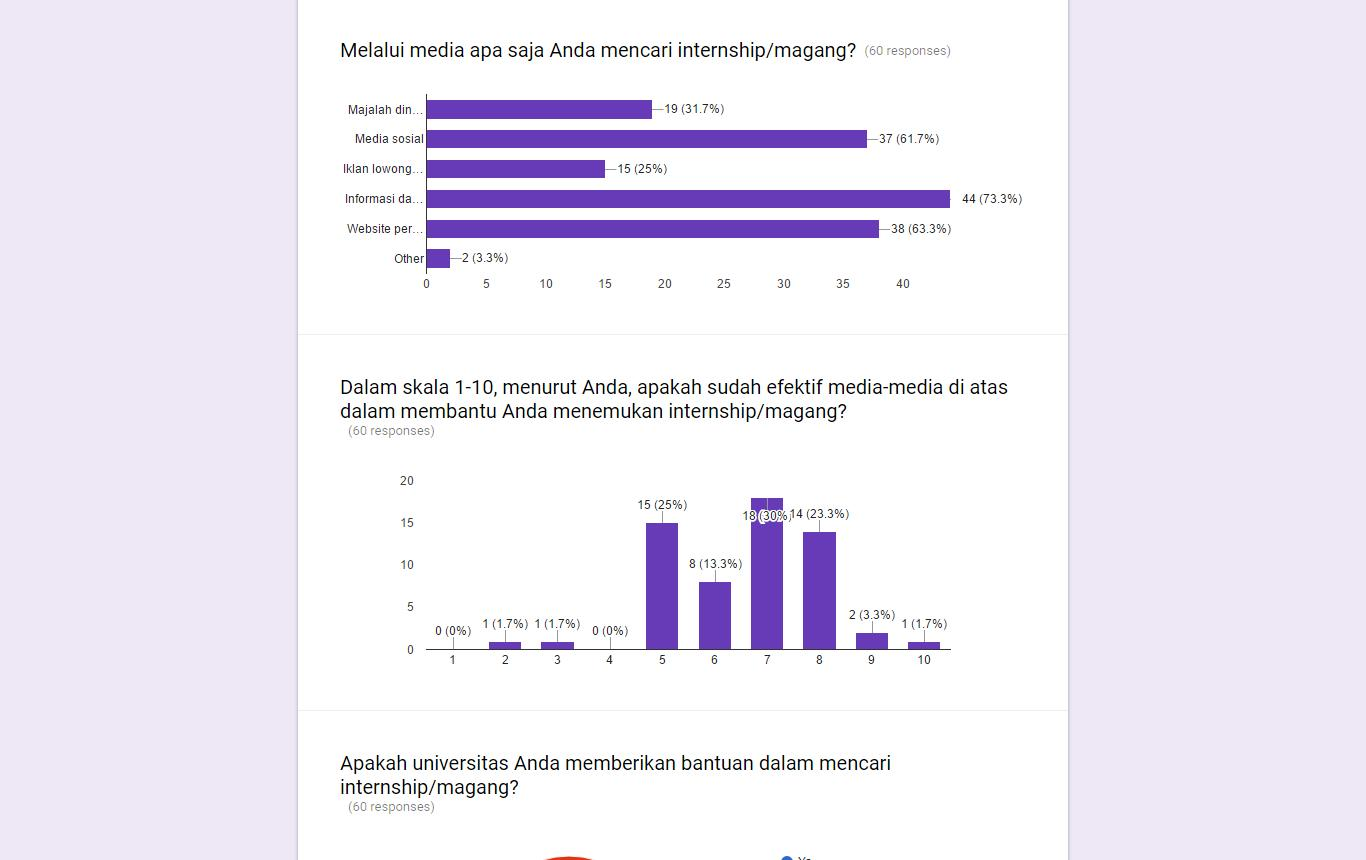 Melalui media apa saja Anda mencari internship/magang? (60 responses)
Majalah din... 19 (31.7%)
Media sosial 37 (61.7%)
Iklan lowong... 15 (25%)
Informasi da... 44 (73.3%)
Website per... 38 (63.3%)
Other 2 (3.3%)
0 5 10 15 20 25 30 35 40
Dalam skala 1-10, menurut Anda, apakah sudah efektif media-media di atas
dalam membantu Anda menemukan internship/magang?
(60 responses)
20
15 (25%)
18 (30%) 14 (23.3%)
15
10
8 (13.3%)
5
2 (3.3%)
1 (1.7%) 1 (1.7%) 1 (1.7%)
0 (0%) 0 (0%)
0
1 2 3 4 5 6 7 8 9 10
Apakah universitas Anda memberikan bantuan dalam mencari
internship/magang?
(60 responses)